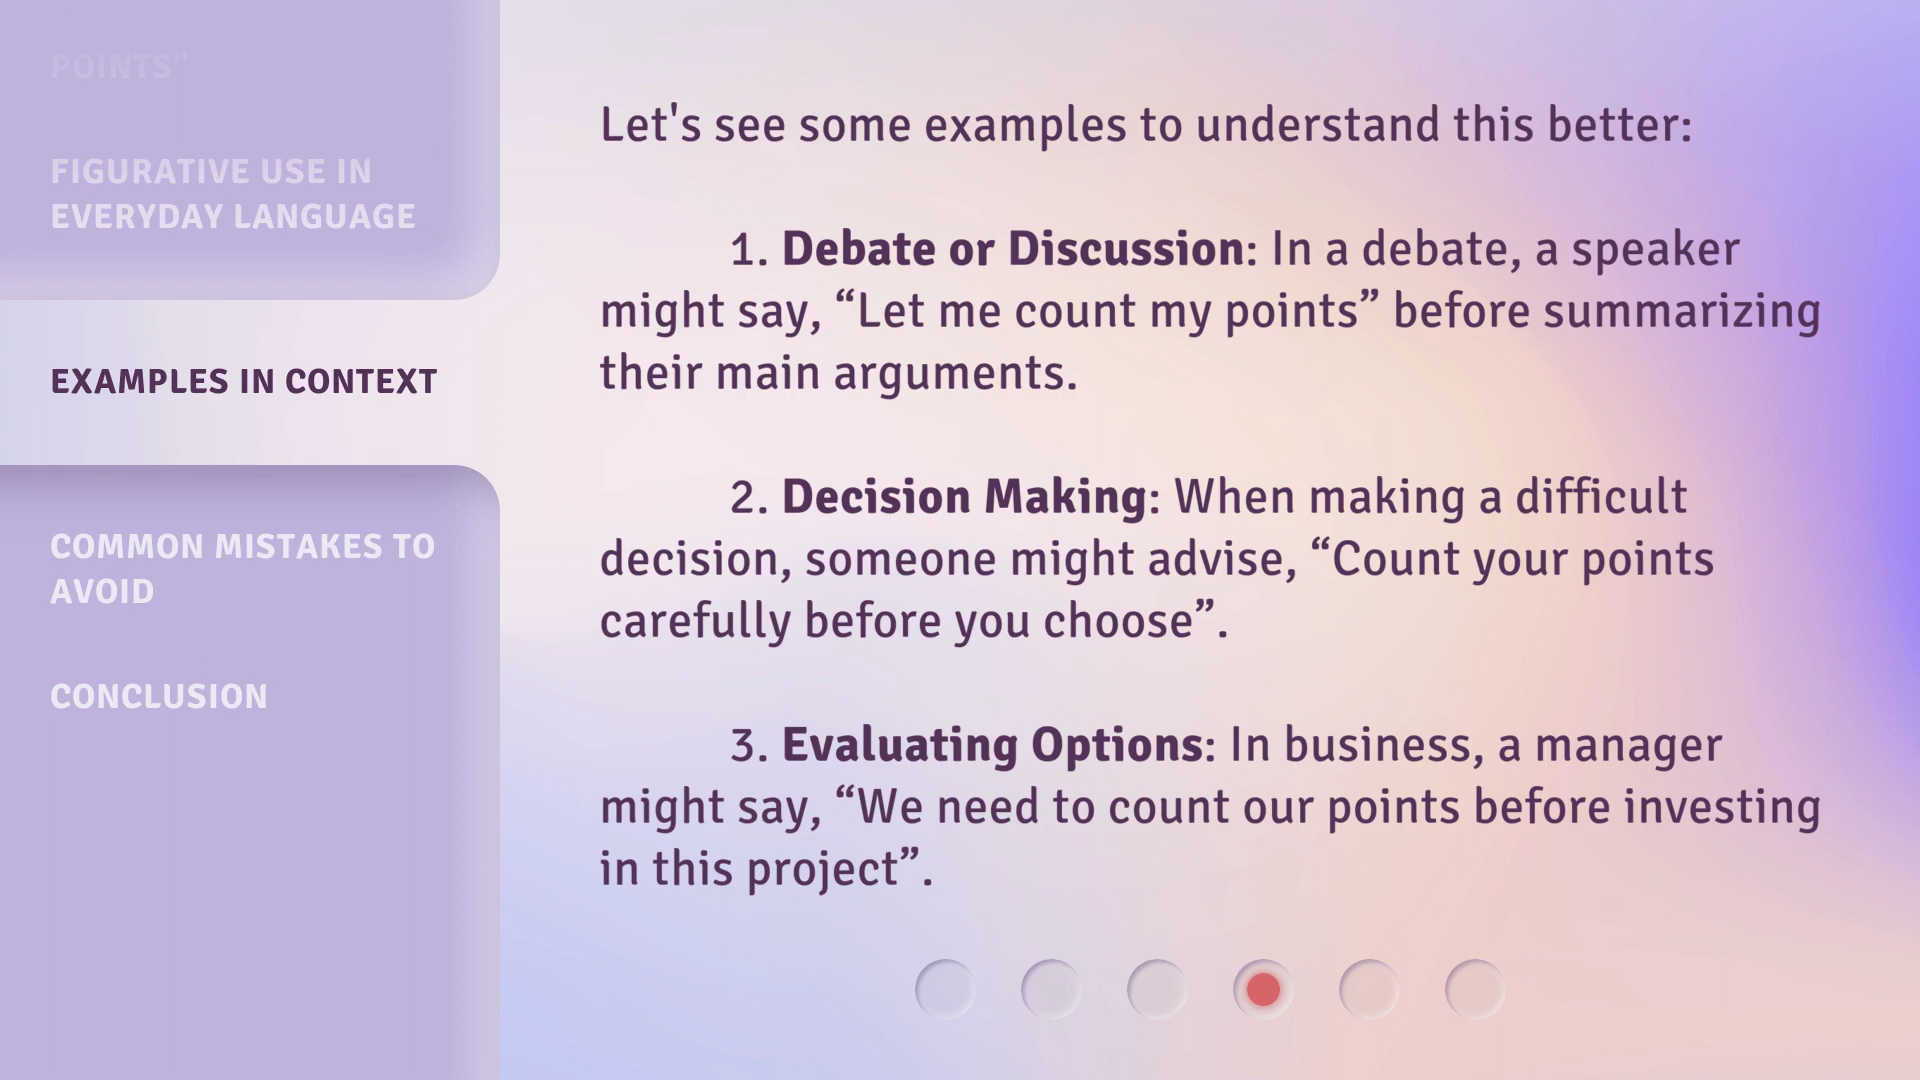 POINTS"
FIGURATIVE USE IN
EVERYDAY LANGUAGE
EXAMPLES IN CONTEXT
COMMON MISTAKES TO
AVOID
CONCLUSION
Let's see some examples to understand this better:
1. Debate or Discussion: In a debate, a speaker
might say, “Let me count my points” before summarizing
their main arguments.
2. Decision Making: When making a difficult
decision, someone might advise, “Count your points
carefully before you choose”.
3. Evaluating Options: In business, a manager
might say, “We need to count our points before investing
in this project”.